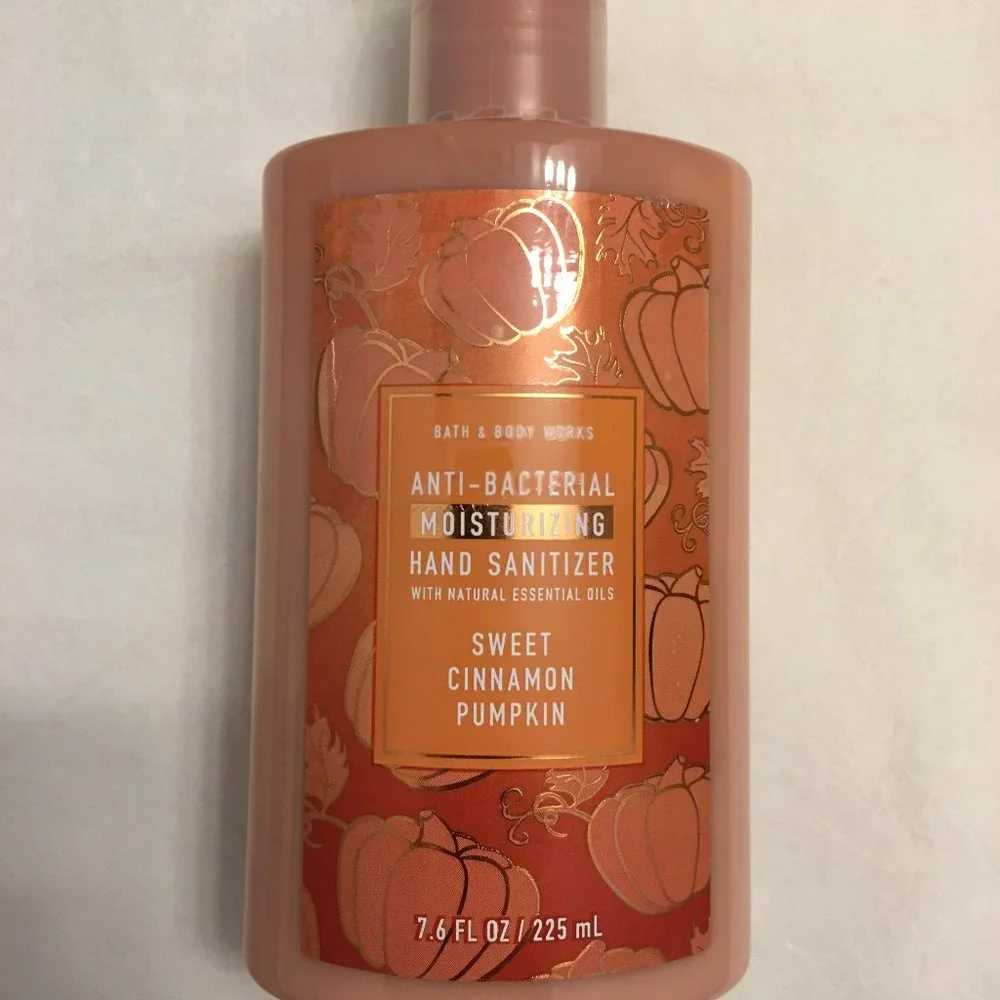 BATH & BODY WORKS
ANTI-BACTERIAL
MOISTURIZING
HAND SANITIZER
WITH NATURAL ESSENTIAL OILS
SWEET
CINNAMON
PUMPKIN
7.6 FL OZ / 225 mL